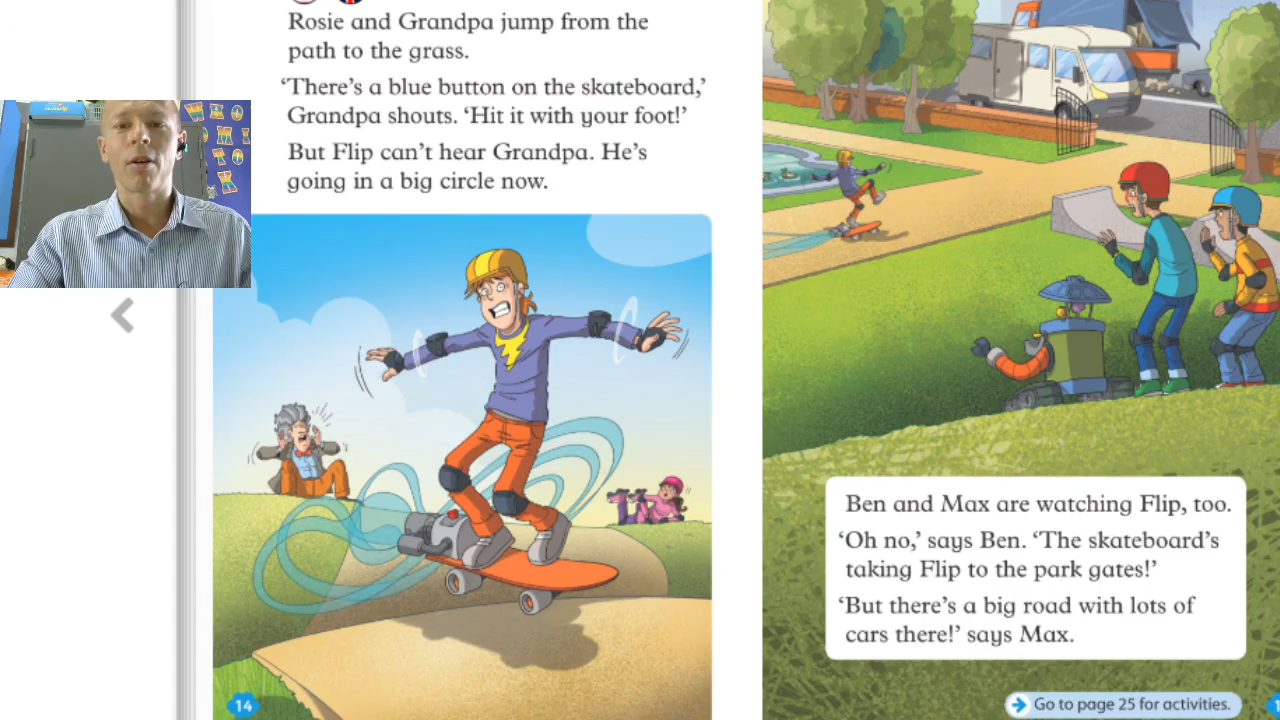 Rosie and Grandpa jump from the
path to the grass.
‘There’s a blue button on the skateboard,’
Grandpa shouts. ‘Hit it with your foot!’
But Flip can’t hear Grandpa. He’s
going in a big circle now.
14
Ben and Max are watching Flip, too.
‘Oh no,’ says Ben. ‘The skateboard’s
taking Flip to the park gates!’
‘But there’s a big road with lots of
cars there!’ says Max.
Go to page 25 for activities.